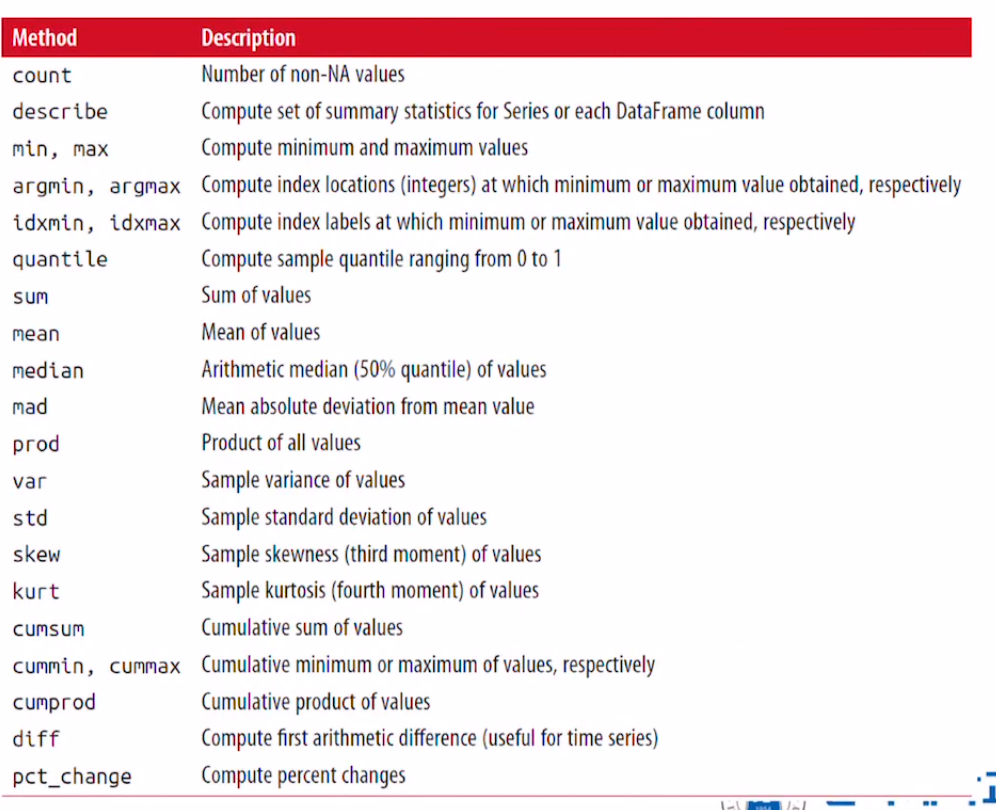 Method Description
count Number of non-NA values
describe Compute set of summary statistics for Series or each DataFrame column
min, max Compute minimum and maximum values
argmin, argmax Compute index locations (integers) at which minimum or maximum value obtained, respectively
idxmin, idxmax Compute index labels at which minimum or maximum value obtained, respectively
quantile Compute sample quantile ranging from 0 to 1
sum Sum of values
mean Mean of values
median Arithmetic median (50% quantile) of values
mad Mean absolute deviation from mean value
prod Product of all values
var Sample variance of values
std Sample standard deviation of values
skew Sample skewness (third moment) of values
kurt Sample kurtosis (fourth moment) of values
cumsum Cumulative sum of values
cummin, cummax Cumulative minimum or maximum of values, respectively
cumprod Cumulative product of values
diff Compute first arithmetic difference (useful for time series)
pct_change Compute percent changes